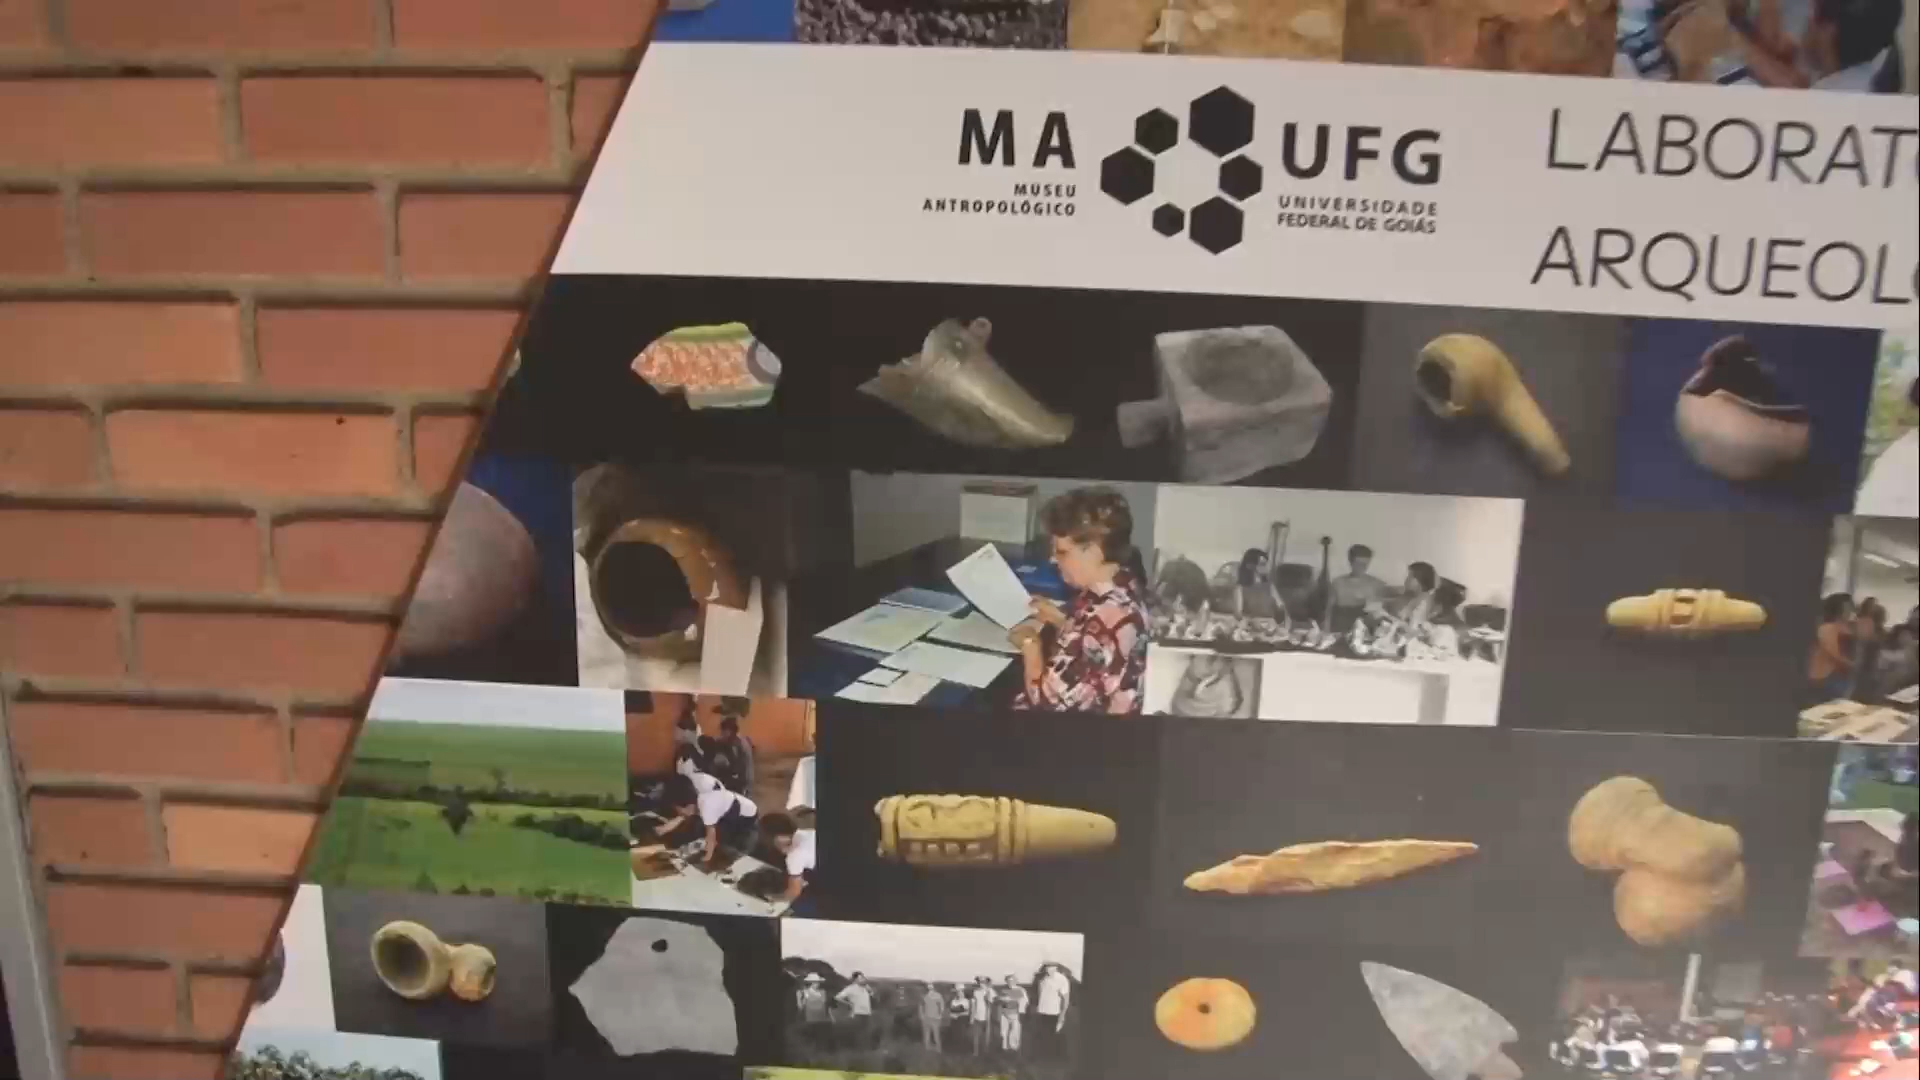 MA
MUSEU
ANTROPOLÓGICO
UFG
UNIVERSIDADE
FEDERAL DE GOIÁS
LABORAT
ARQUEOL